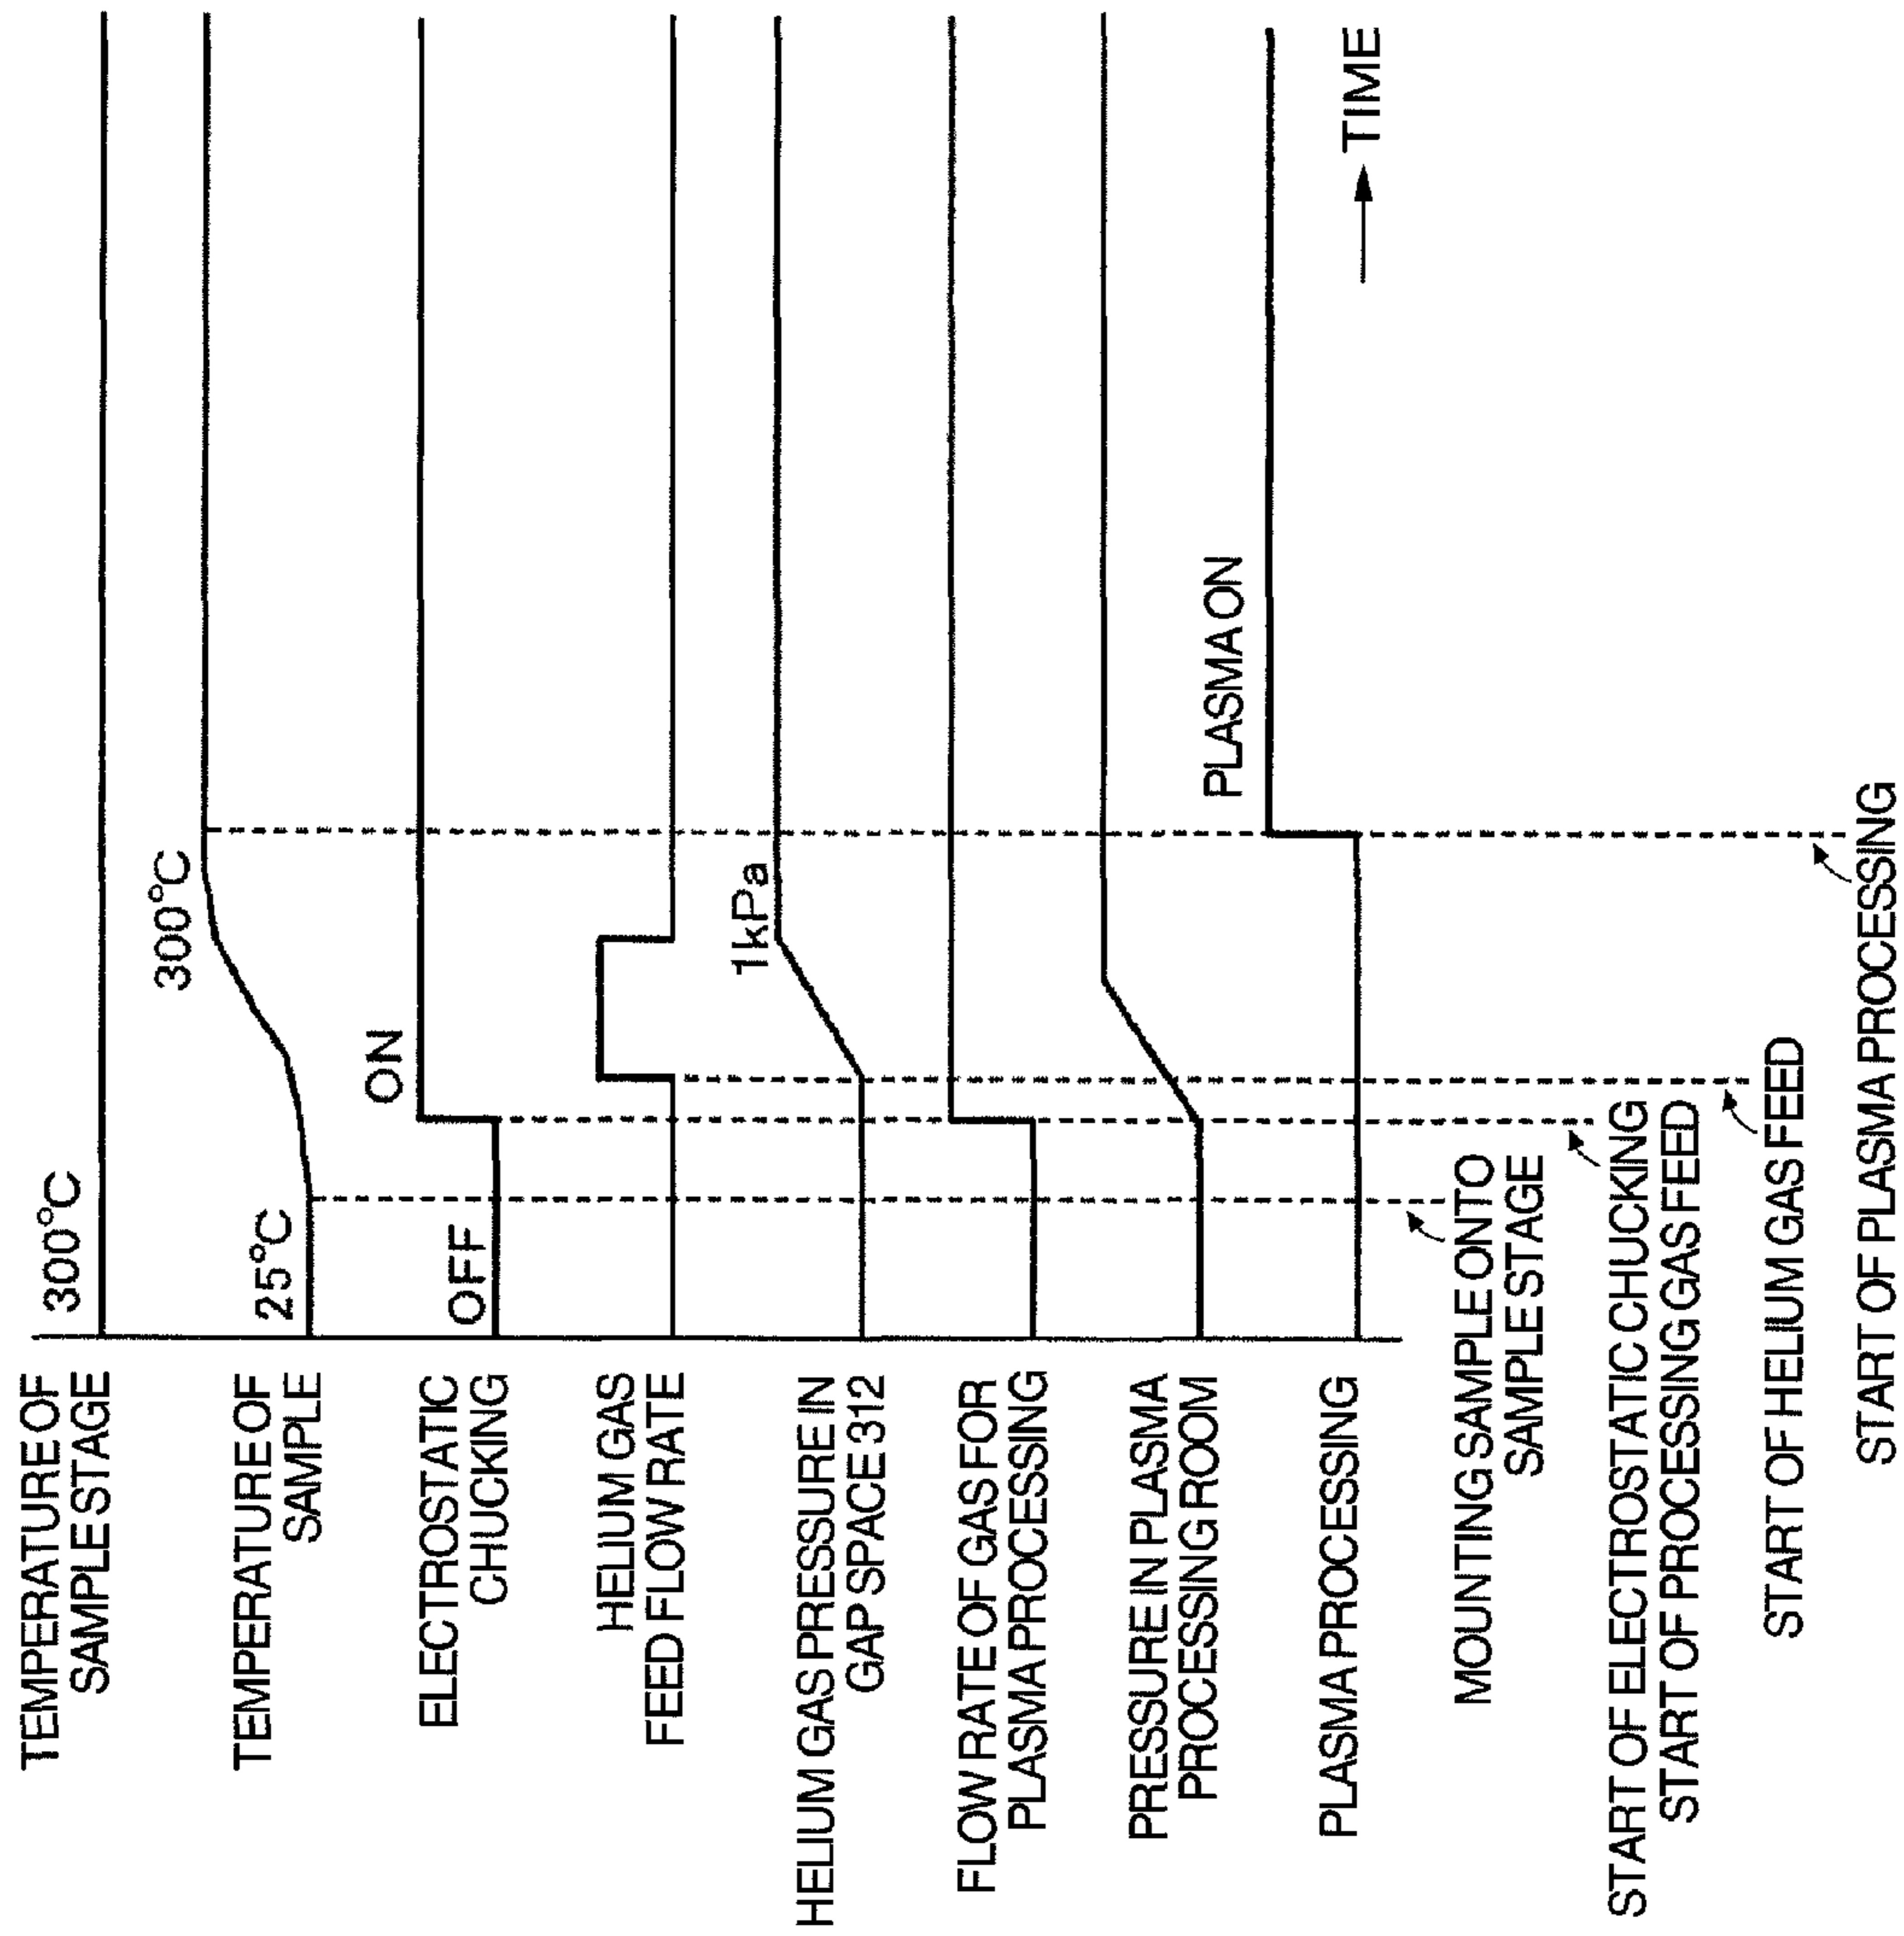 TEMPERATURE OF
SAMPLE STAGE
300°C
TEMPERATURE OF
SAMPLE
25°C
300°C
ELECTROSTATIC
CHUCKING
OFF
ON
HELIUM GAS
FEED FLOW RATE
HELIUM GAS PRESSURE IN
GAP SPACE 312
1kPa
FLOW RATE OF GAS FOR
PLASMA PROCESSING
PRESSURE IN PLASMA
PROCESSING ROOM
PLASMA PROCESSING
PLASMA ON
TIME
MOUNTING SAMPLE ONTO
SAMPLE STAGE
START OF ELECTROSTATIC CHUCKING
START OF PROCESSING GAS FEED
START OF HELIUM GAS FEED
START OF PLASMA PROCESSING